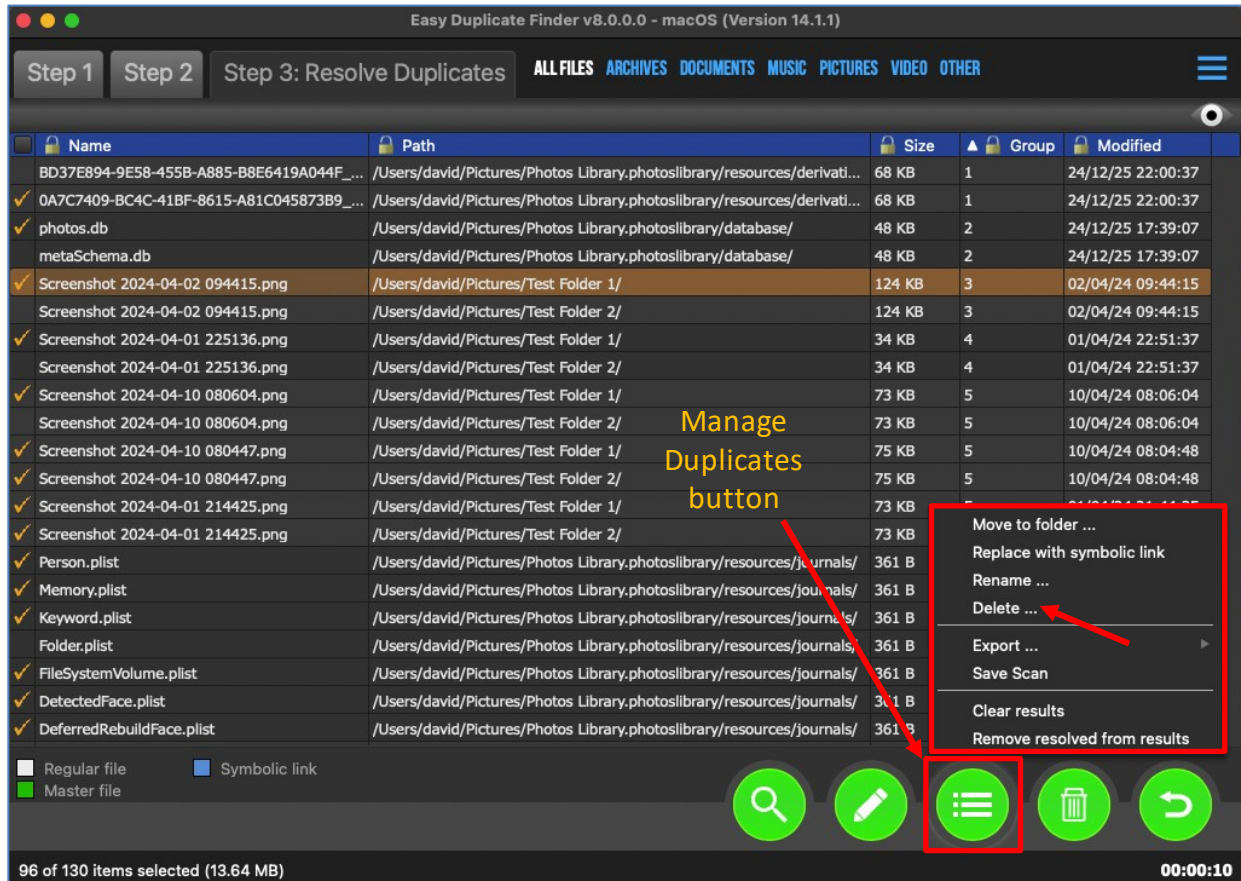 Easy Duplicate Finder v8.0.0.0 - macOS (Version 14.1.1)
Step 1 Step 2 Step 3: Resolve Duplicates ALL FILES ARCHIVES DOCUMENTS MUSIC PICTURES VIDEO OTHER
Name Path Size Group Modified
BD37E894-9E58-455B-A885-B8E6419A044F_... /Users/david/Pictures/Photos Library.photoslibrary/resources/derivati... 68 KB 1 24/12/25 22:00:37
0A7C7409-BC4C-41BF-8615-A81C045873B9_... /Users/david/Pictures/Photos Library.photoslibrary/resources/derivati... 68 KB 1 24/12/25 22:00:37
photos.db /Users/david/Pictures/Photos Library.photoslibrary/database/ 48 KB 2 24/12/25 17:39:07
metaSchema.db /Users/david/Pictures/Photos Library.photoslibrary/database/ 48 KB 2 24/12/25 17:39:07
Screenshot 2024-04-02 094415.png /Users/david/Pictures/Test Folder 1/ 124 KB 3 02/04/24 09:44:15
Screenshot 2024-04-02 094415.png /Users/david/Pictures/Test Folder 2/ 124 KB 3 02/04/24 09:44:15
Screenshot 2024-04-01 225136.png /Users/david/Pictures/Test Folder 1/ 34 KB 4 01/04/24 22:51:37
Screenshot 2024-04-01 225136.png /Users/david/Pictures/Test Folder 2/ 34 KB 4 01/04/24 22:51:37
Screenshot 2024-04-10 080604.png /Users/david/Pictures/Test Folder 1/ 73 KB 5 10/04/24 08:06:04
Screenshot 2024-04-10 080604.png /Users/david/Pictures/Test Folder 2/ 73 KB 5 10/04/24 08:06:04
Screenshot 2024-04-10 080447.png /Users/david/Pictures/Test Folder 1/ 75 KB 5 10/04/24 08:04:48
Screenshot 2024-04-10 080447.png /Users/david/Pictures/Test Folder 2/ 75 KB 5 10/04/24 08:04:48
Screenshot 2024-04-01 214425.png /Users/david/Pictures/Test Folder 1/ 73 KB
Screenshot 2024-04-01 214425.png /Users/david/Pictures/Test Folder 2/ 73 KB
Person.plist /Users/david/Pictures/Photos Library.photoslibrary/resources/journals/ 361 B
Memory.plist /Users/david/Pictures/Photos Library.photoslibrary/resources/journals/ 361 B
Keyword.plist /Users/david/Pictures/Photos Library.photoslibrary/resources/journals/ 361 B
Folder.plist /Users/david/Pictures/Photos Library.photoslibrary/resources/journals/ 361 B
FileSystemVolume.plist /Users/david/Pictures/Photos Library.photoslibrary/resources/journals/ 361 B
DetectedFace.plist /Users/david/Pictures/Photos Library.photoslibrary/resources/journals/ 361 B
DeferredRebuildFace.plist /Users/david/Pictures/Photos Library.photoslibrary/resources/journals/ 361 B
Manage
Duplicates
button
Move to folder ...
Replace with symbolic link
Rename ...
Delete ...
Export ...
Save Scan
Clear results
Remove resolved from results
Regular file Symbolic link
Master file
96 of 130 items selected (13.64 MB) 00:00:10